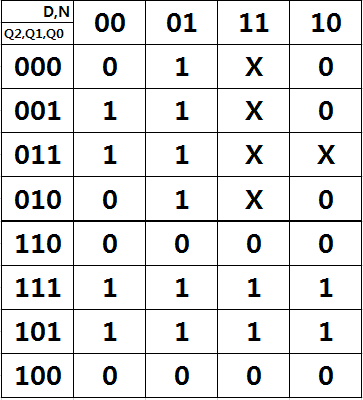 D,N 00 01 11 10
Q2,Q1,Q0
000 0 1 X 0
001 1 1 X 0
011 1 1 X X
010 0 1 X 0
110 0 0 0 0
111 1 1 1 1
101 1 1 1 1
100 0 0 0 0